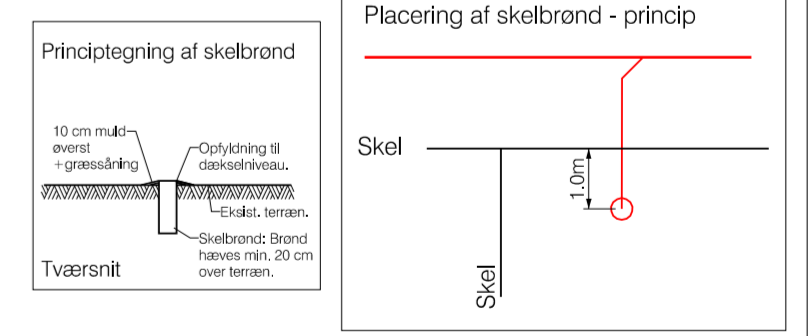 Principtegning af skelbrønd
10 cm muld
øverst
+græssåning
Opfyldning til
dækselniveau.
Eksist. terræn.
Skelbrønd: Brønd
hæves min. 20 cm
over terræn.
Tværsnit
Placering af skelbrønd - princip
Skel
1.0m
Skel